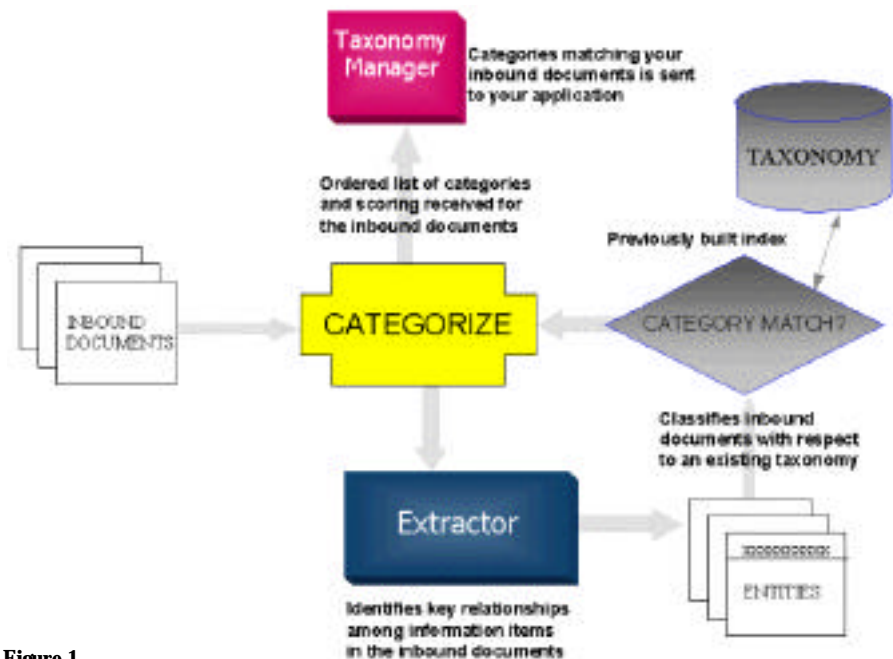 Taxonomy
Manager
Categories matching your
inbound documents is sent
to your application
TAXONOMY
Ordered list of categories
and scoring received for
the inbound documents
Previously built index
INBOUND
DOCUMENTS
CATEGORIZE
CATEGORY MATCH?
Classifies inbound
documents with respect
to an existing taxonomy
Extractor
xxxxxxxxxxxx
ENTITIES
Identifies key relationships
among information items
in the inbound documents
Figure 1